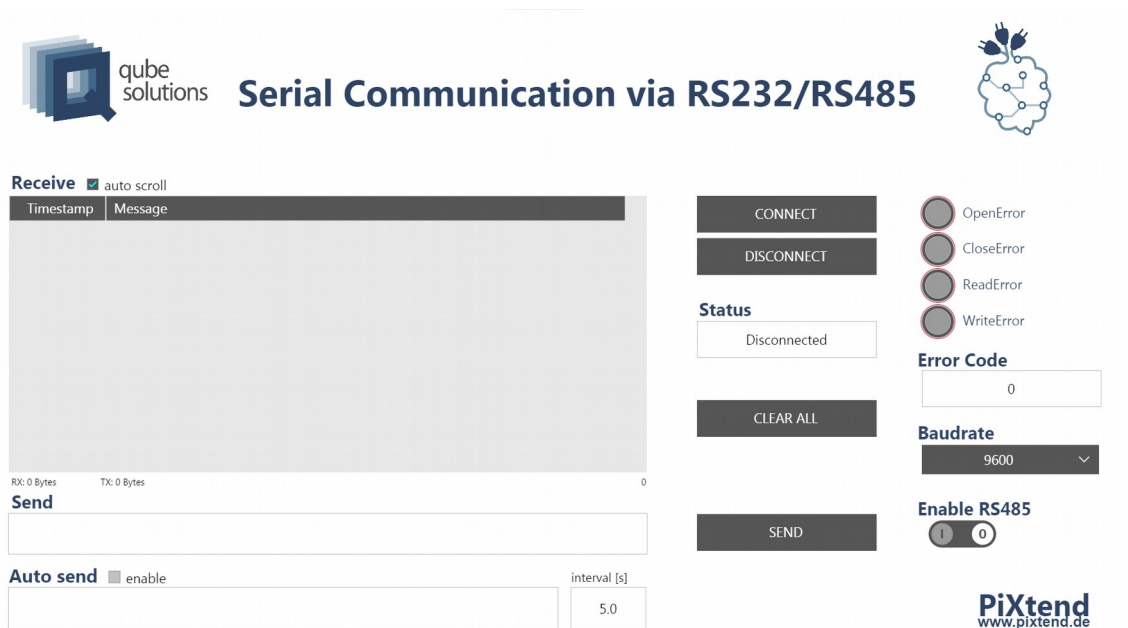 qube
solutions
Serial Communication via RS232/RS485
Receive auto scroll
Timestamp Message
RX: 0 Bytes TX: 0 Bytes 0
Send
Auto send enable
interval [s]
5.0
CONNECT
DISCONNECT
Status
Disconnected
CLEAR ALL
SEND
OpenError
CloseError
ReadError
WriteError
Error Code
0
Baudrate
9600
Enable RS485
I 0
PiXtend
www.pixtend.de